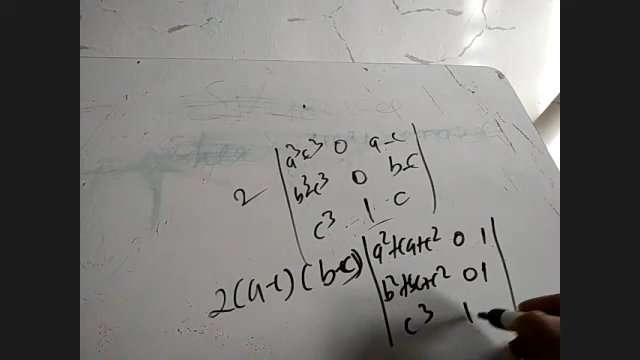 2 | a³-c³ 0 a-c |
| b³-c³ 0 b-c |
| c³ 1 c |
2(a-c)(b-c) | a²+ca+c² 0 1 |
| b²+bc+c² 0 1 |
| c³ 1